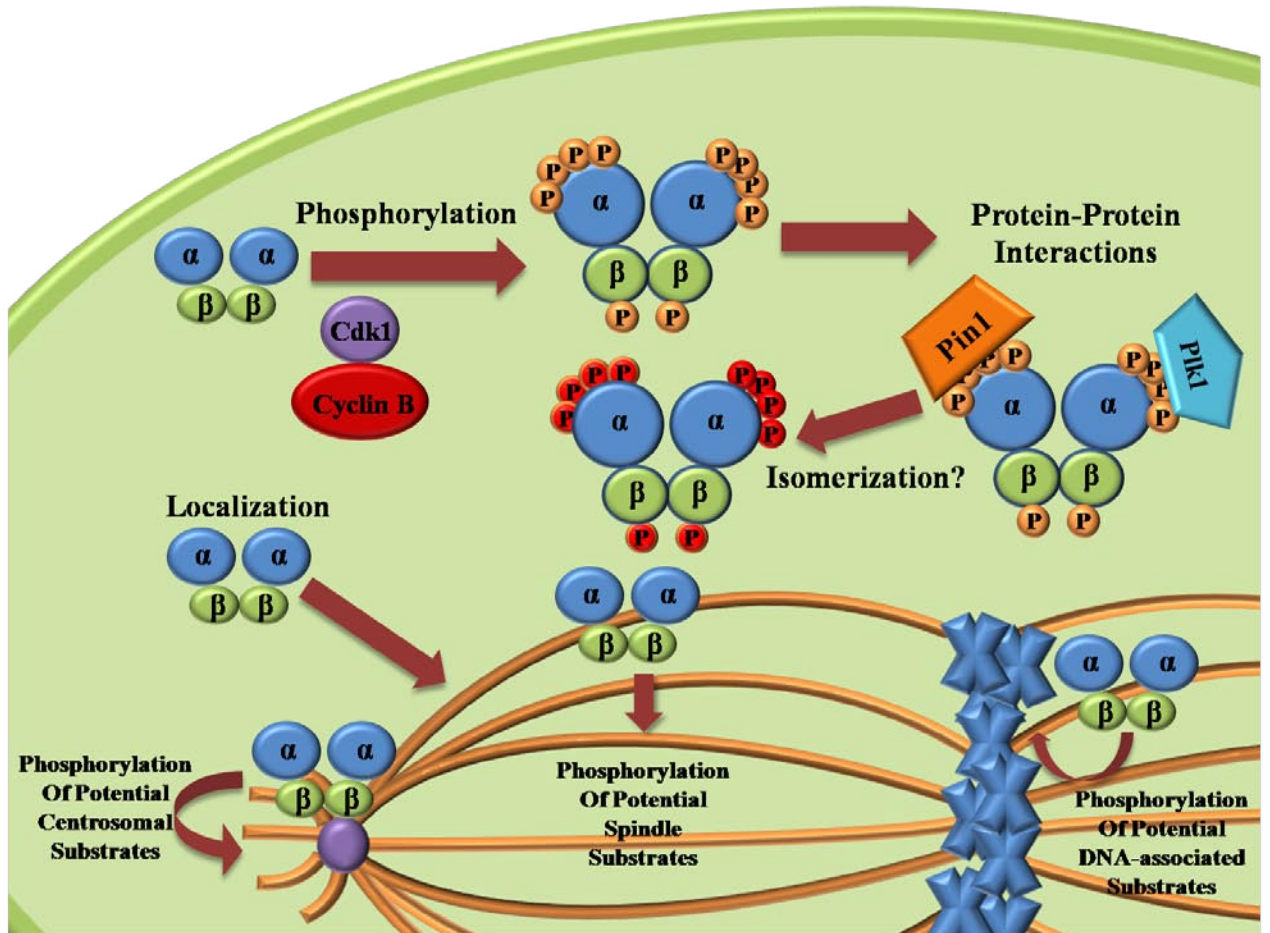 P P P P
P P P P
α α
β β
P P
Phosphorylation
α α
β β
Cdk1
Cyclin B
Protein-Protein
Interactions
Pin1
Plk1
P P P P
P P P P
α α
β β
P P
Isomerization?
P P P P
P P P P
α α
β β
P P
Localization
α α
β β
α α
β β
α α
β β
α α
β β
Phosphorylation
Of Potential
Centrosomal
Substrates
Phosphorylation
Of Potential
Spindle
Substrates
Phosphorylation
Of Potential
DNA-associated
Substrates